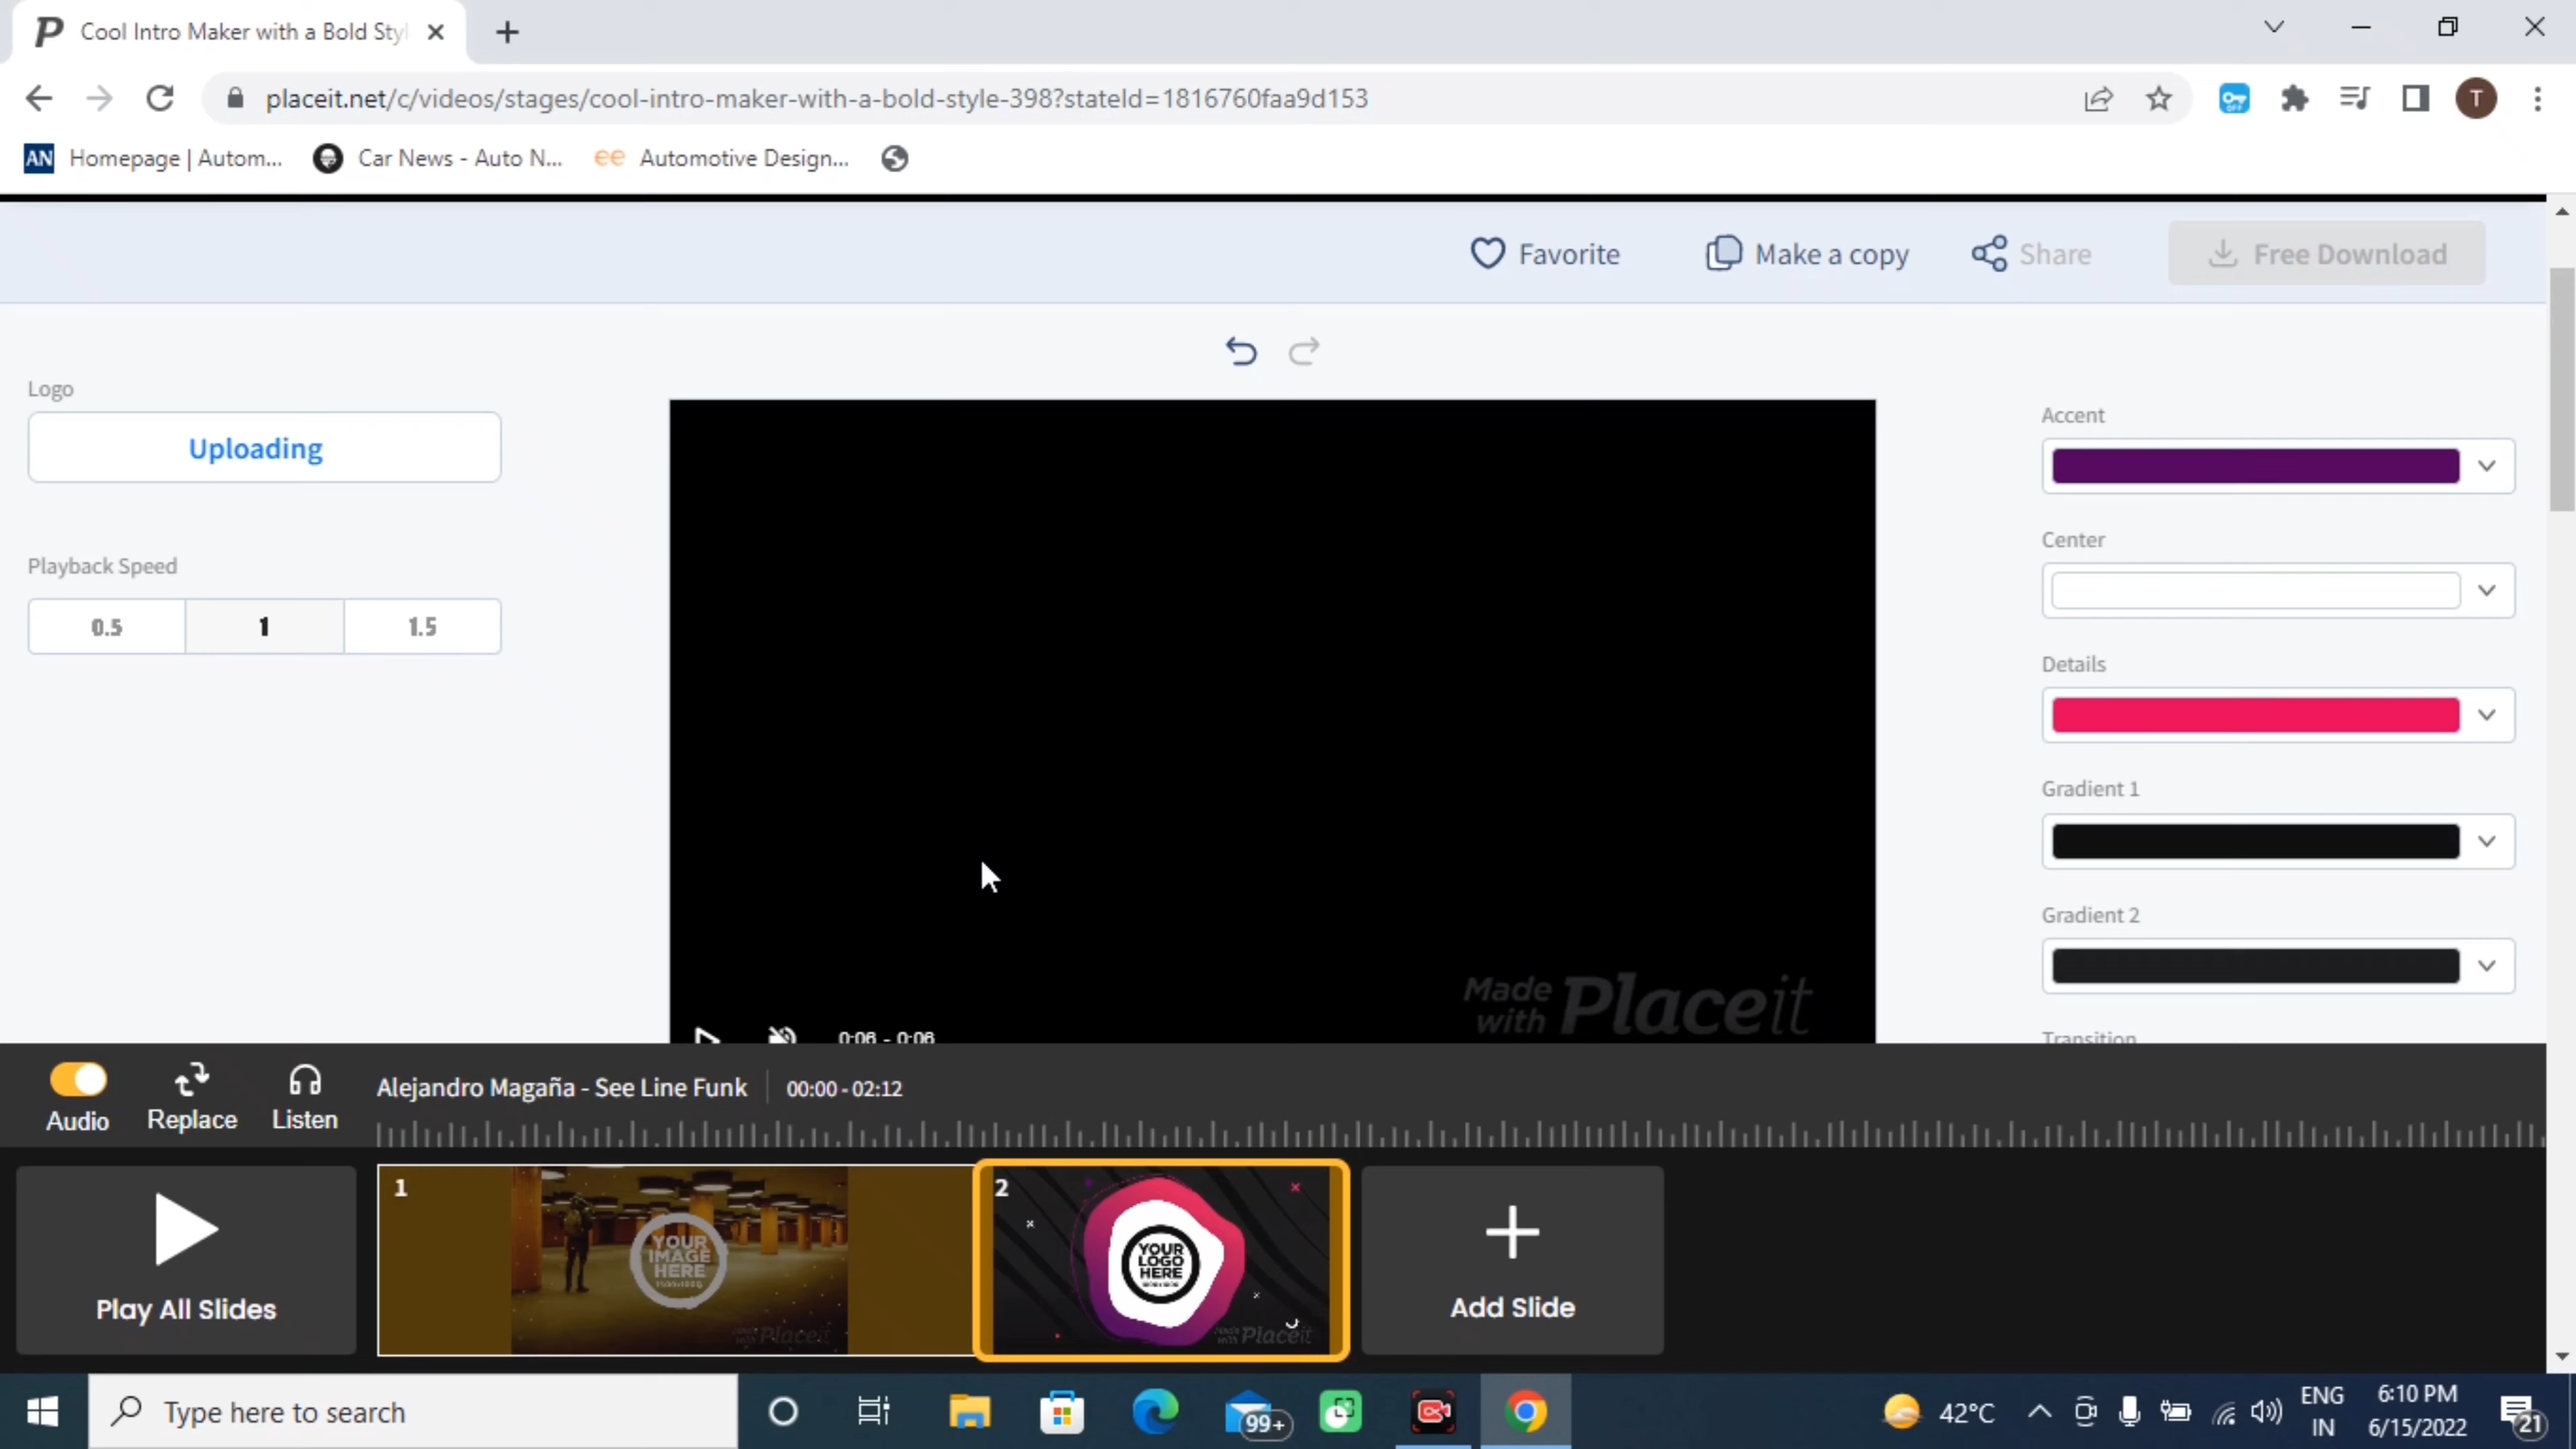 Cool Intro Maker with a Bold Styl
placeit.net/c/videos/stages/cool-intro-maker-with-a-bold-style-398?stateId=1816760faa9d153
OFF
T
AN Homepage | Autom...
Car News - Auto N...
ee Automotive Design...
Favorite
Make a copy
Share
Free Download
Logo
Uploading
Playback Speed
0.5 1 1.5
Made with Placeit
0:06 - 0:06
Accent
Center
Details
Gradient 1
Gradient 2
Transition
Audio
Replace
Listen
Alejandro Magaña - See Line Funk
00:00 - 02:12
Play All Slides
1
YOUR
IMAGE
HERE
Placeit
2
YOUR
LOGO
HERE
Placeit
Add Slide
Type here to search
99+
42°C
ENG
IN
6:10 PM
6/15/2022
21